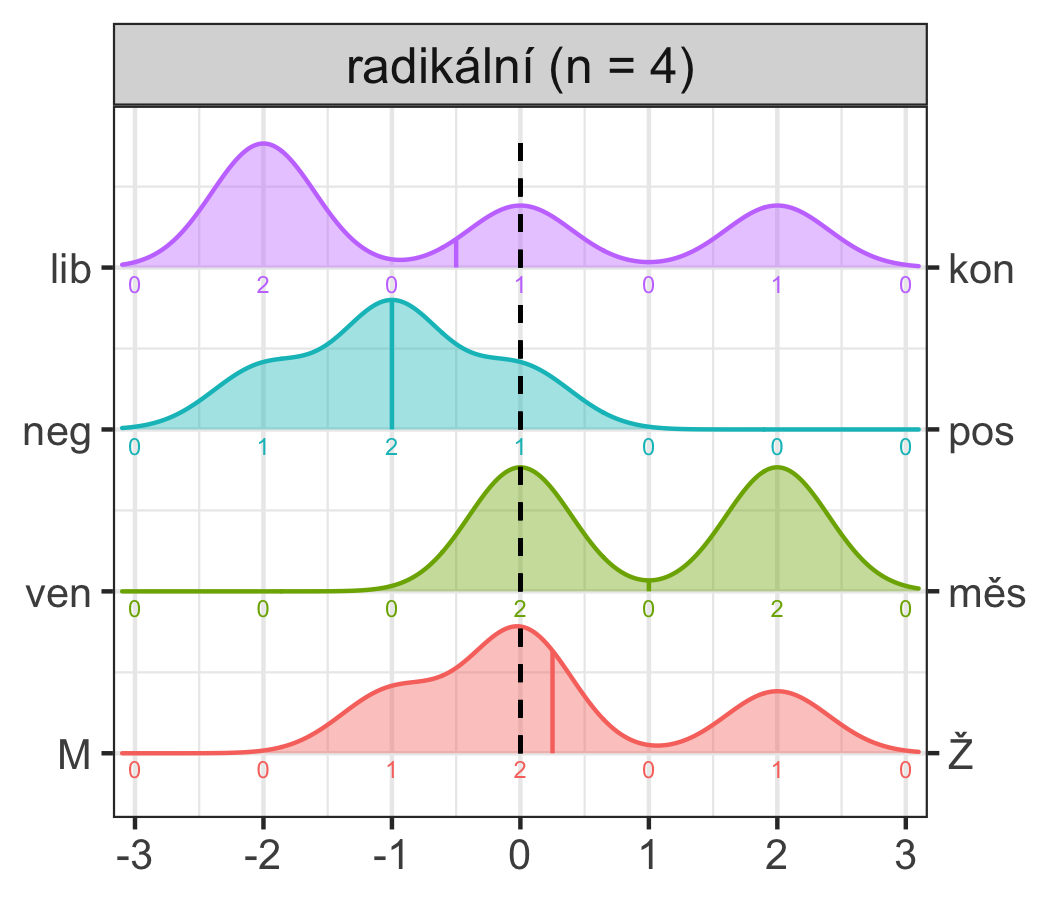 radikální (n = 4)
lib kon
0 2 0 1 0 1 0
neg pos
0 1 2 1 0 0 0
ven měs
0 0 0 2 0 2 0
M Ž
0 0 1 2 0 1 0
-3 -2 -1 0 1 2 3